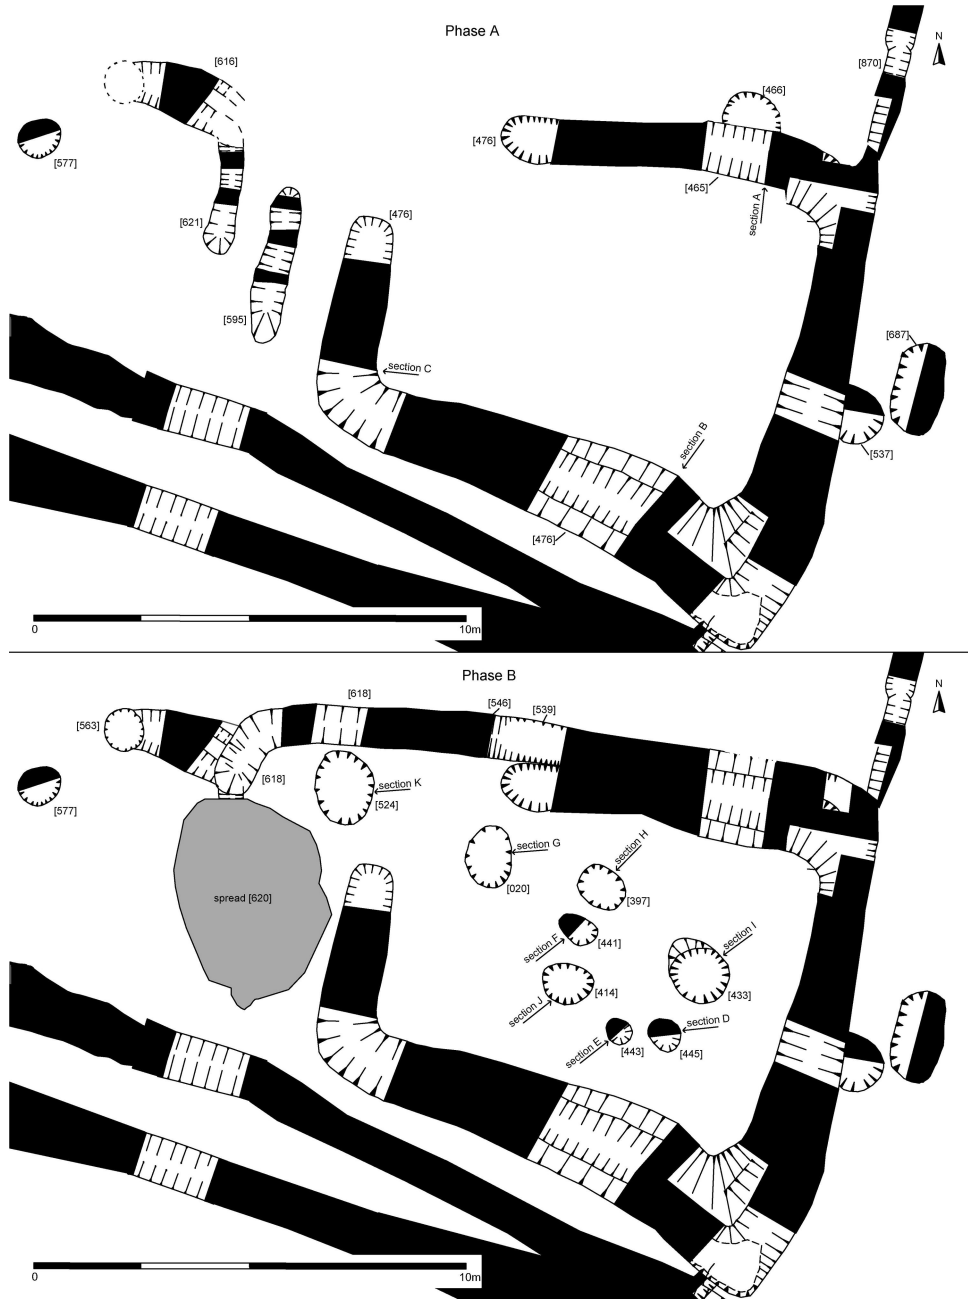 Phase A
N
[616]
[870]
[466]
[476]
[577]
[465]
section A
[621]
[476]
[595]
[687]
section C
section B
[537]
[476]
0
10m
Phase B
N
[618]
[546]
[539]
[563]
[618]
section K
[577]
[524]
section G
section H
[020]
[397]
spread [620]
section F
[441]
section I
[414]
[433]
section J
section D
section E
[443]
[445]
0
10m